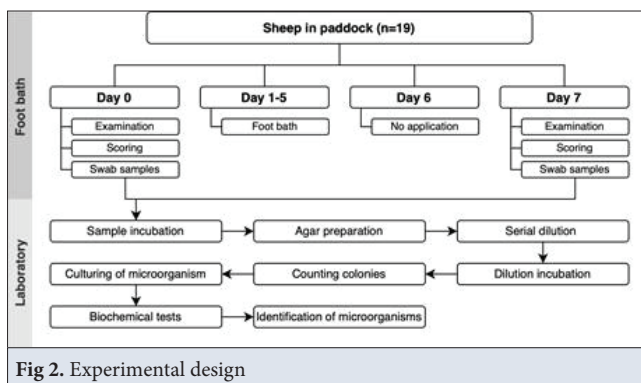 Sheep in paddock (n=19)
Foot bath
Day 0
Day 1-5
Day 6
Day 7
Examination
Foot bath
No application
Examination
Scoring
Scoring
Swab samples
Swab samples
Laboratory
Sample incubation
Agar preparation
Serial dilution
Culturing of microorganism
Counting colonies
Dilution incubation
Biochemical tests
Identification of microorganisms
Fig 2. Experimental design